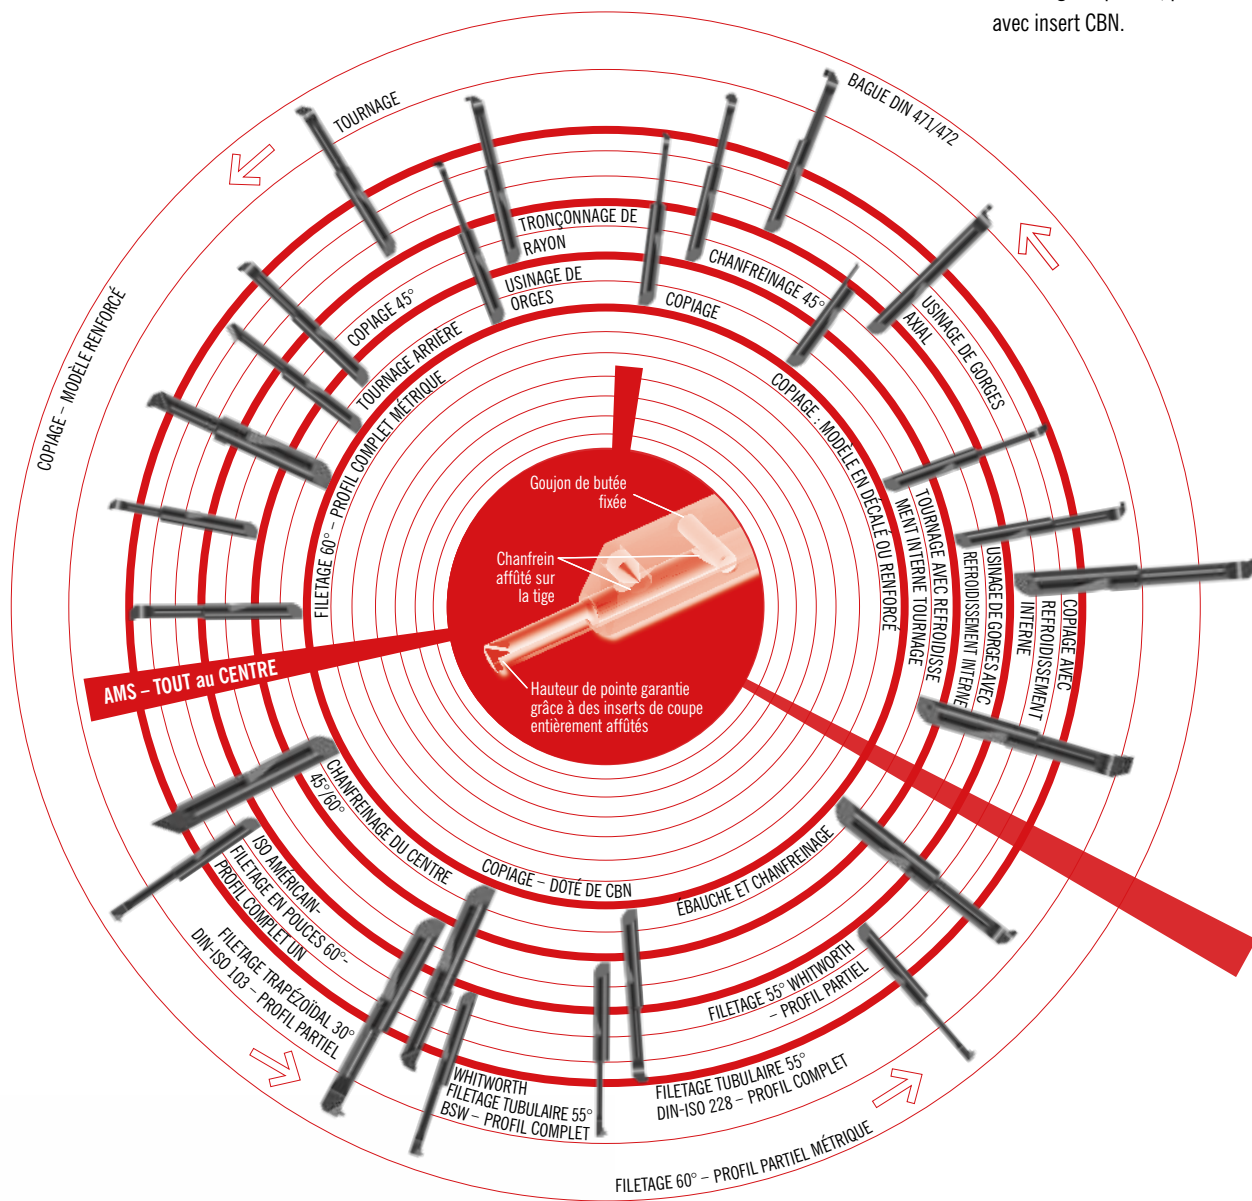 avec insert CBN.
TOURNAGE
BAGUE DIN 471/472
TRONÇONNAGE DE
RAYON
CHANFREINAGE 45°
USINAGE DE GORGES
AXIAL
COPIAGE 45°
USINAGE DE
ORGES
COPIAGE
COPIAGE – MODÈLE RENFORCÉ
TOURNAGE ARRIÈRE
FILETAGE 60° – PROFIL COMPLET MÉTRIQUE
COPIAGE : MODÈLE EN DÉCALÉ OU RENFORCÉ
TOURNAGE AVEC REFROIDISSE
MENT INTERNE TOURNAGE
USINAGE DE GORGES AVEC
REFROIDISSEMENT INTERNE
COPIAGE AVEC
REFROIDISSEMENT
INTERNE
Goujon de butée
fixée
Chanfrein
affûté sur
la tige
Hauteur de pointe garantie
grâce à des inserts de coupe
entièrement affûtés
AMS – TOUT au CENTRE
CHANFREINAGE DU CENTRE
45°/60°
COPIAGE – DOTÉ DE CBN
ÉBAUCHE ET CHANFREINAGE
ISO AMÉRICAIN-
FILETAGE EN POUCES 60°-
PROFIL COMPLET UN
FILETAGE TRAPÉZOÏDAL 30°
DIN-ISO 103 – PROFIL PARTIEL
FILETAGE 55° WHITWORTH
– PROFIL PARTIEL
WHITWORTH
FILETAGE TUBULAIRE 55°
BSW – PROFIL COMPLET
FILETAGE TUBULAIRE 55°
DIN-ISO 228 – PROFIL COMPLET
FILETAGE 60° – PROFIL PARTIEL MÉTRIQUE